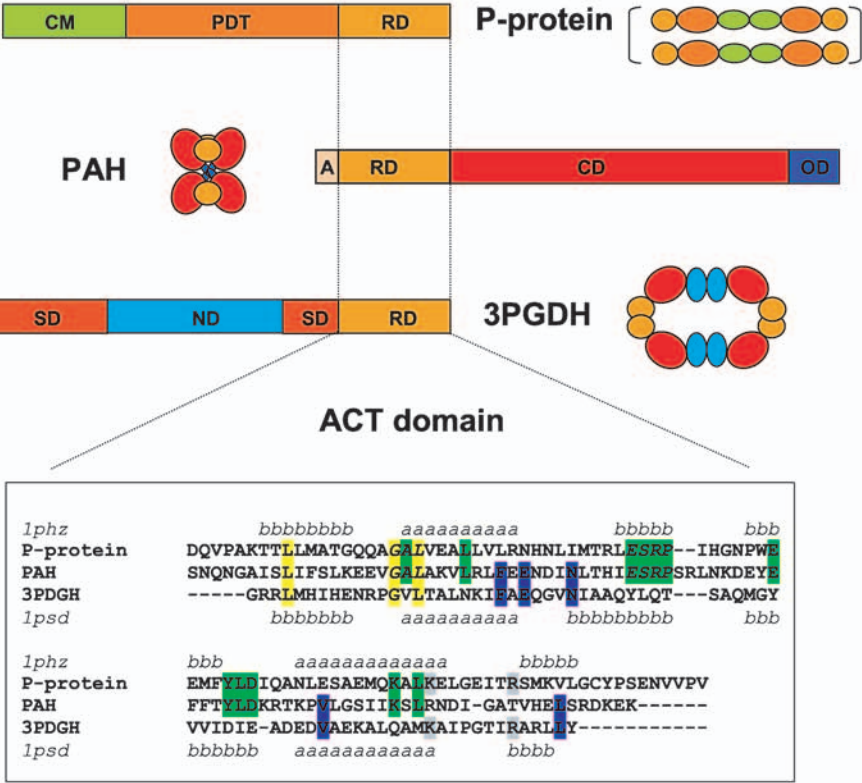 CM PDT RD P-protein
PAH A RD CD OD
SD ND SD RD 3PGDH
ACT domain
1phz bbbbbbbb aaaaaaaaaa bbbbb bbb
P-protein DQVPAKTTLLMATGQQAGALVEALLVLRNHNLIMTRLESRP--IHGNPWE
PAH SNQNGAISLIFSLKEEVGALAKVLRLFEENDINLTHIESRPSRLNKDEYE
3PDGH -----GRRLMHIHENRPGVLTALNKIFAEQGVNIAAQYLQT---SAQMGY
1psd bbbbbbb aaaaaaaaaa bbbbbbbbb bbb
1phz bbb aaaaaaaaaaaaa bbbbb
P-protein EMFYLDIQANLESAEMQKALKELGEITRSMKVLGCYPSENVVPV
PAH FFTYLDKRTKPVLGSIIKSLRNDI-GATVHELSRDKEK------
3PDGH VVIDIE-ADEDVAEKALQAMKAIPGTIRARLLY-----------
1psd bbbbbb aaaaaaaaaaaa bbbb